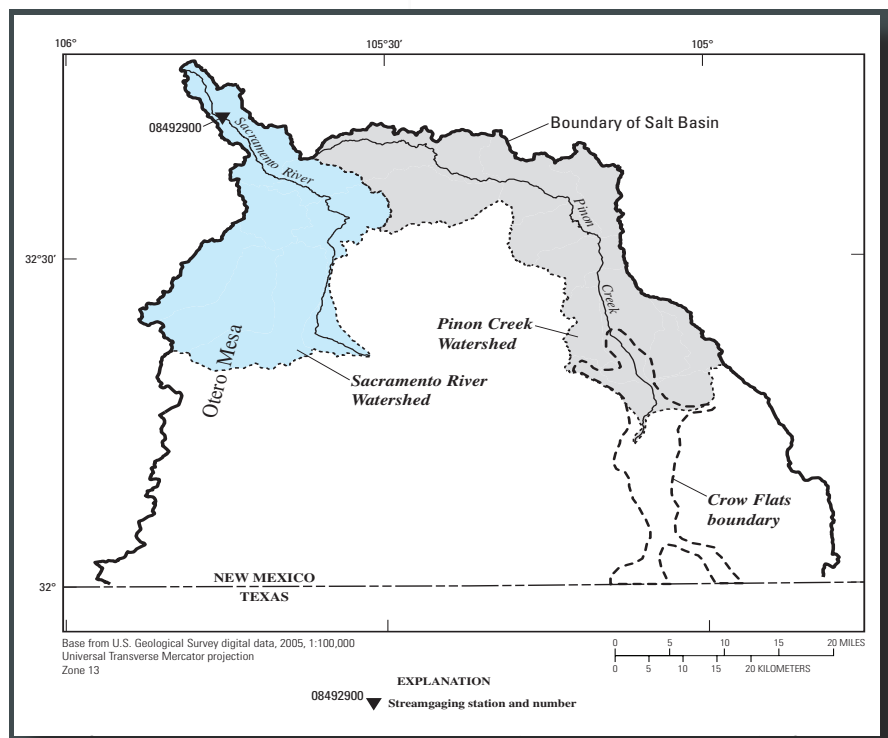 106°
105°30'
105°
08492900
Sacramento River
Boundary of Salt Basin
Pinon
Creek
32°30'
Pinon Creek
Watershed
Otero Mesa
Sacramento River
Watershed
Crow Flats
boundary
32°
NEW MEXICO
TEXAS
Base from U.S. Geological Survey digital data, 2005, 1:100,000
Universal Transverse Mercator projection
Zone 13
0 5 10 15 20 MILES
0 5 10 15 20 KILOMETERS
EXPLANATION
08492900 Streamgaging station and number